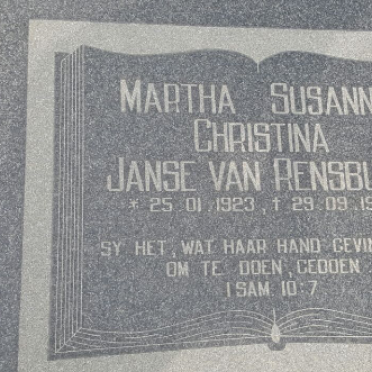 MARTHA SUSANN
CHRISTINA
JANSE VAN RENSBU
* 25.01.1923, † 29.09.19
SY HET, WAT HAAR HAND GEVIN
OM TE DOEN, GEDOEN
I SAM. 10:7